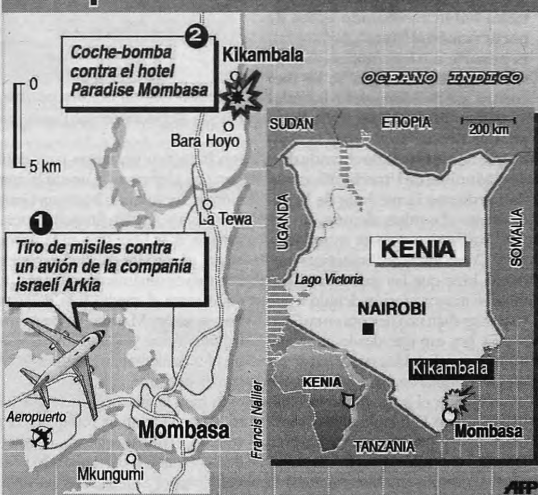 2
Coche-bomba
contra el hotel
Paradise Mombasa
Kikambala
0
5 km
Bara Hoyo
La Tewa
1
Tiro de misiles contra
un avión de la compañía
israelí Arkia
Aeropuerto
Mombasa
Mkungumi
Francis Nallier
OCEANO INDICO
SUDAN
ETIOPIA
200 km
UGANDA
SOMALIA
KENIA
Lago Victoria
NAIROBI
Kikambala
KENIA
Mombasa
TANZANIA
AFP